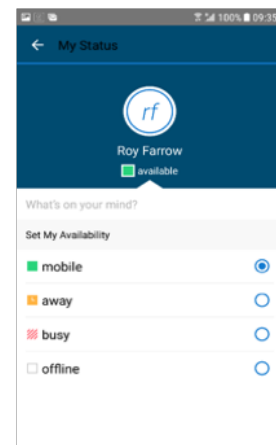 100% 09:35
My Status
rf
Roy Farrow
available
What's on your mind?
Set My Availability
mobile
away
busy
offline